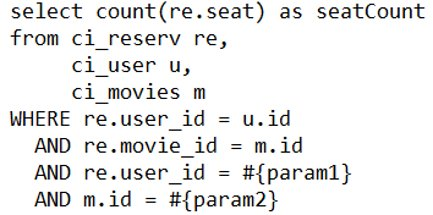 select count(re.seat) as seatCount
from ci_reserv re,
     ci_user u,
     ci_movies m
WHERE re.user_id = u.id
  AND re.movie_id = m.id
  AND re.user_id = #{param1}
  AND m.id = #{param2}